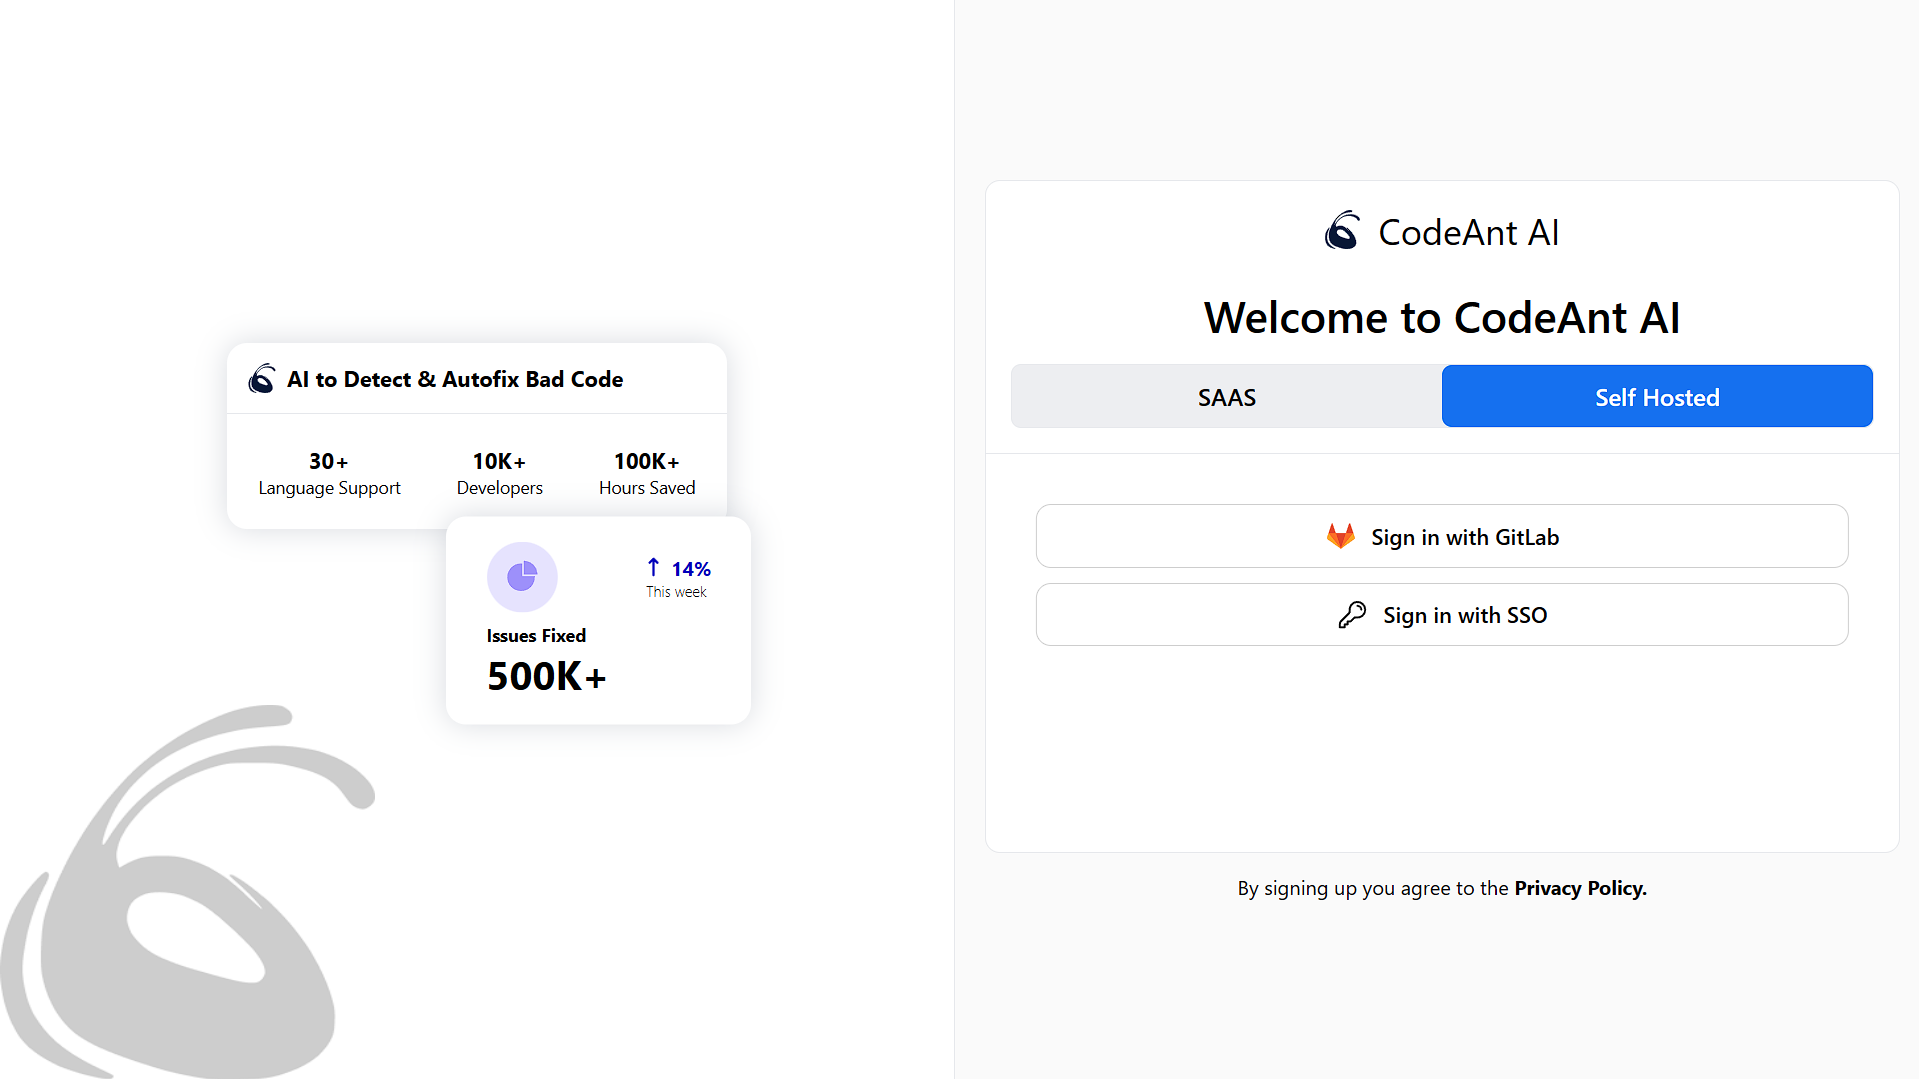 AI to Detect & Autofix Bad Code
30+ 10K+ 100K+
Language Support Developers Hours Saved
↑ 14%
This week
Issues Fixed
500K+
CodeAnt AI
Welcome to CodeAnt AI
SAAS Self Hosted
Sign in with GitLab
Sign in with SSO
By signing up you agree to the Privacy Policy.